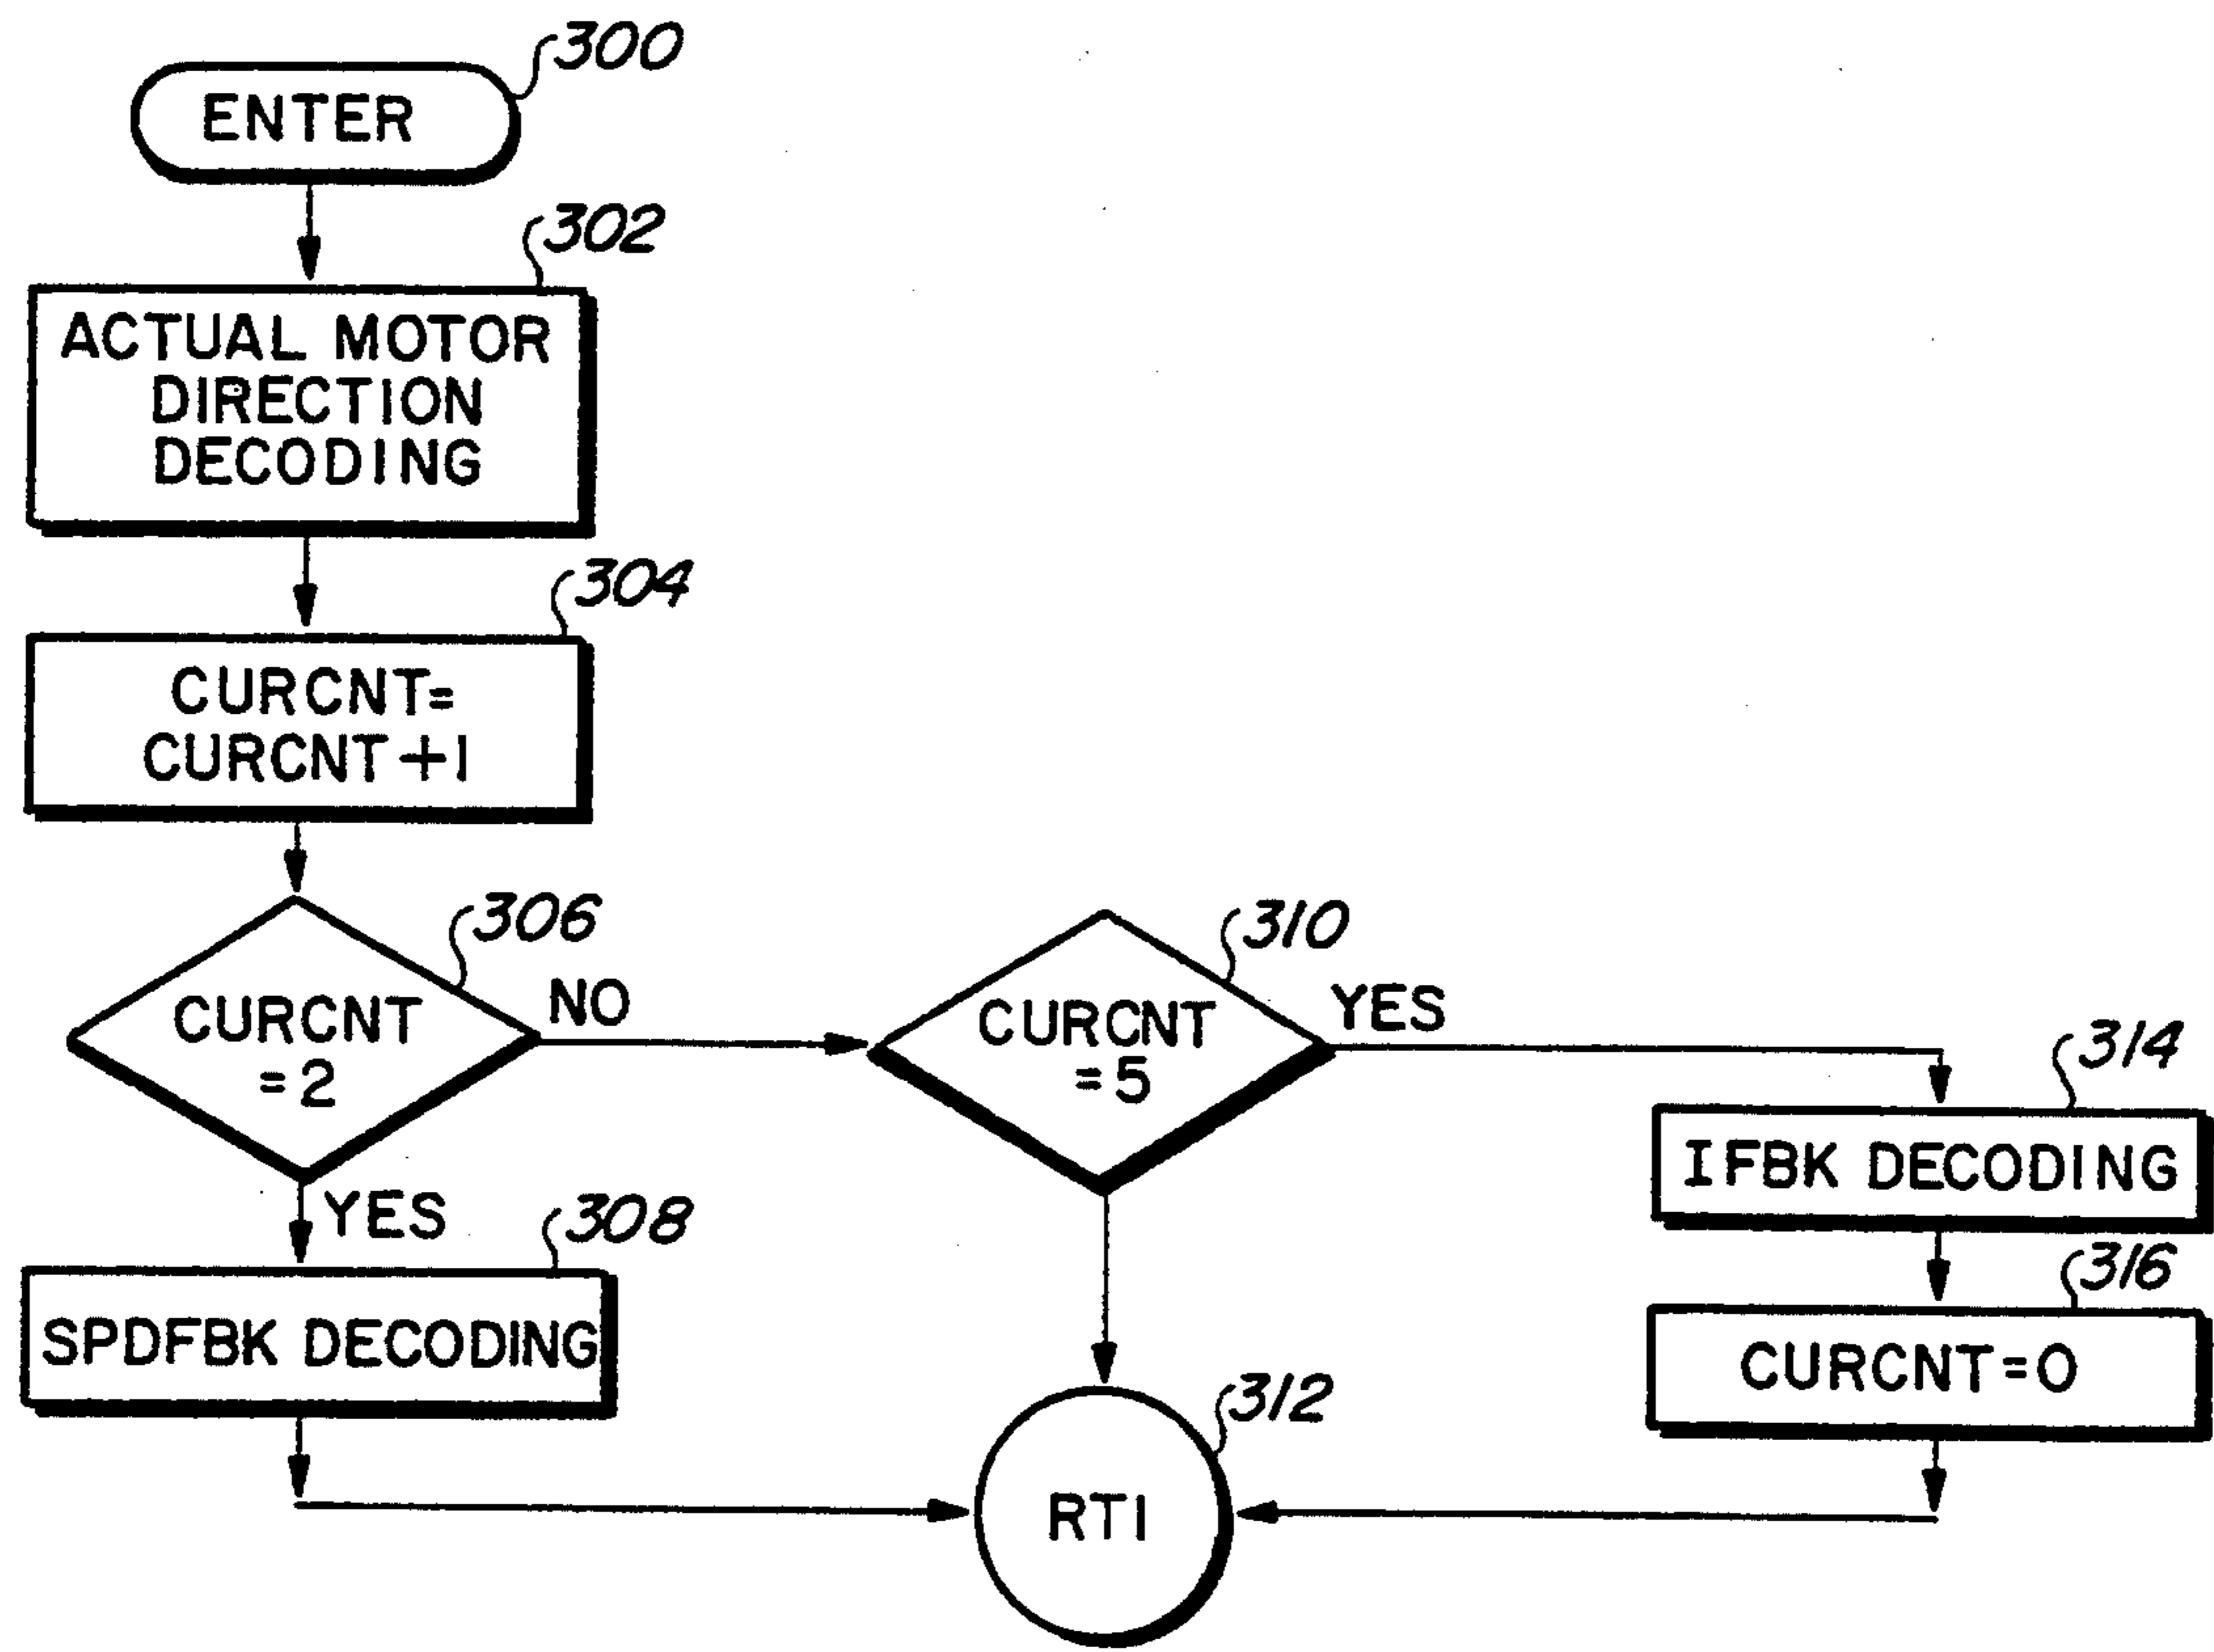 300
ENTER
302
ACTUAL MOTOR
DIRECTION
DECODING
304
CURCNT=
CURCNT+1
306
CURCNT
=2
NO
YES
310
CURCNT
=5
YES
308
SPDFBK DECODING
314
IFBK DECODING
316
CURCNT=0
312
RTI